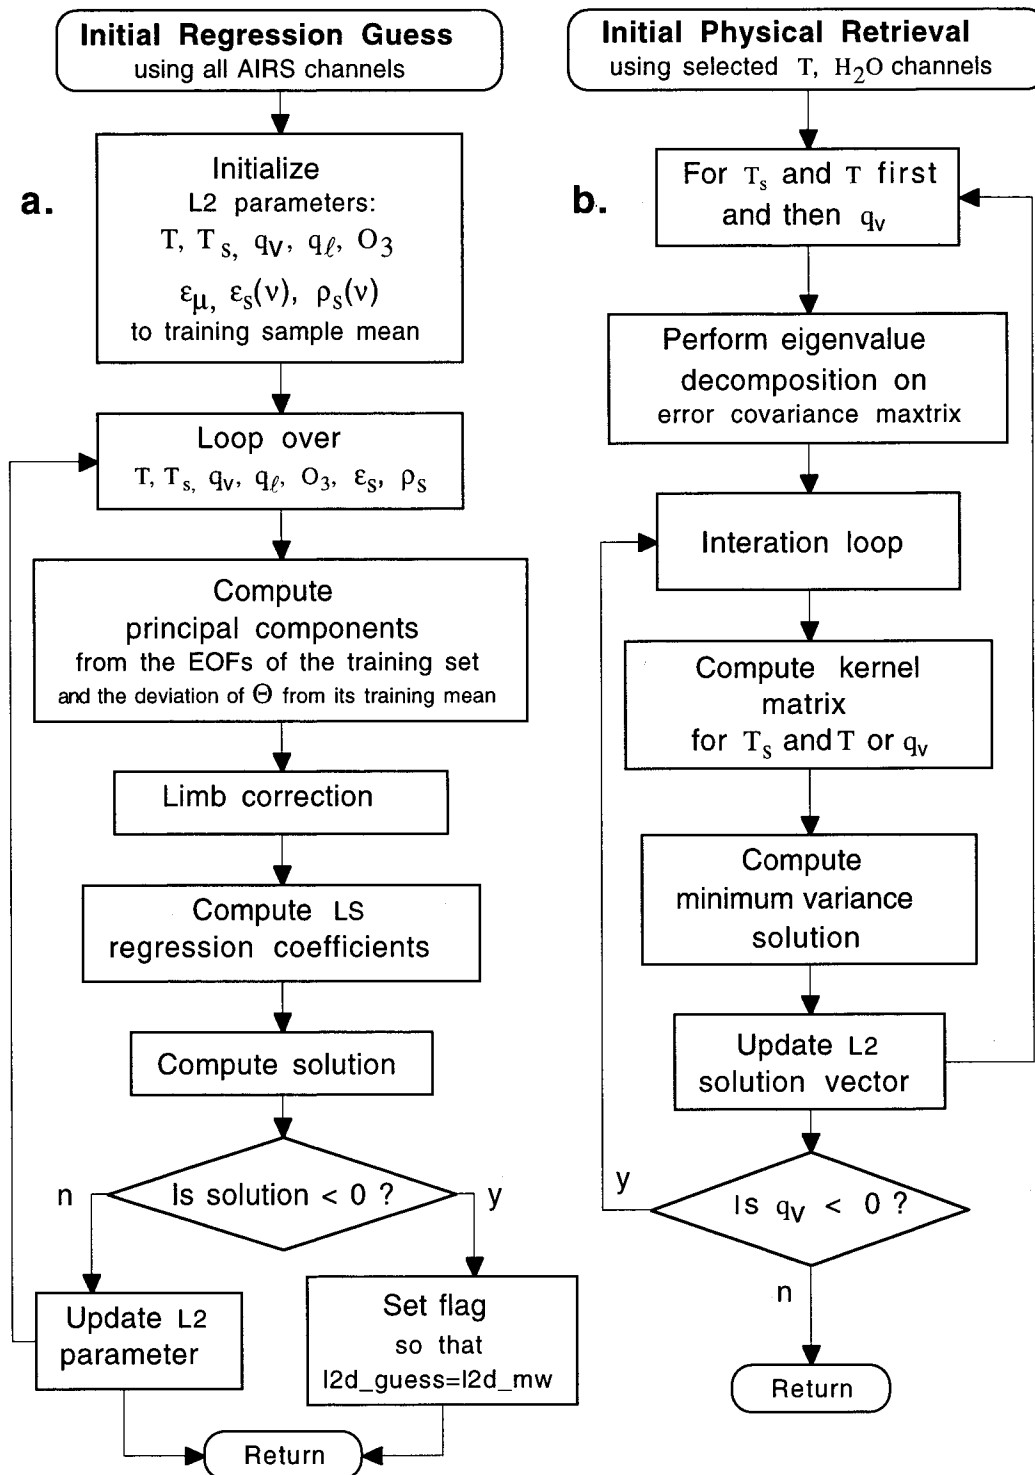 Initial Regression Guess
using all AIRS channels
a.
Initialize
L2 parameters:
T, Ts, qv, qℓ, O3
εμ, εs(ν), ρs(ν)
to training sample mean
Loop over
T, Ts, qv, qℓ, O3, εs, ρs
Compute
principal components
from the EOFs of the training set
and the deviation of Θ from its training mean
Limb correction
Compute LS
regression coefficients
Compute solution
Is solution < 0 ?
n
y
Update L2
parameter
Set flag
so that
l2d_guess=l2d_mw
Return
Initial Physical Retrieval
using selected T, H2O channels
b.
For Ts and T first
and then qv
Perform eigenvalue
decomposition on
error covariance maxtrix
Interation loop
Compute kernel
matrix
for Ts and T or qv
Compute
minimum variance
solution
Update L2
solution vector
y
Is qv < 0 ?
n
Return